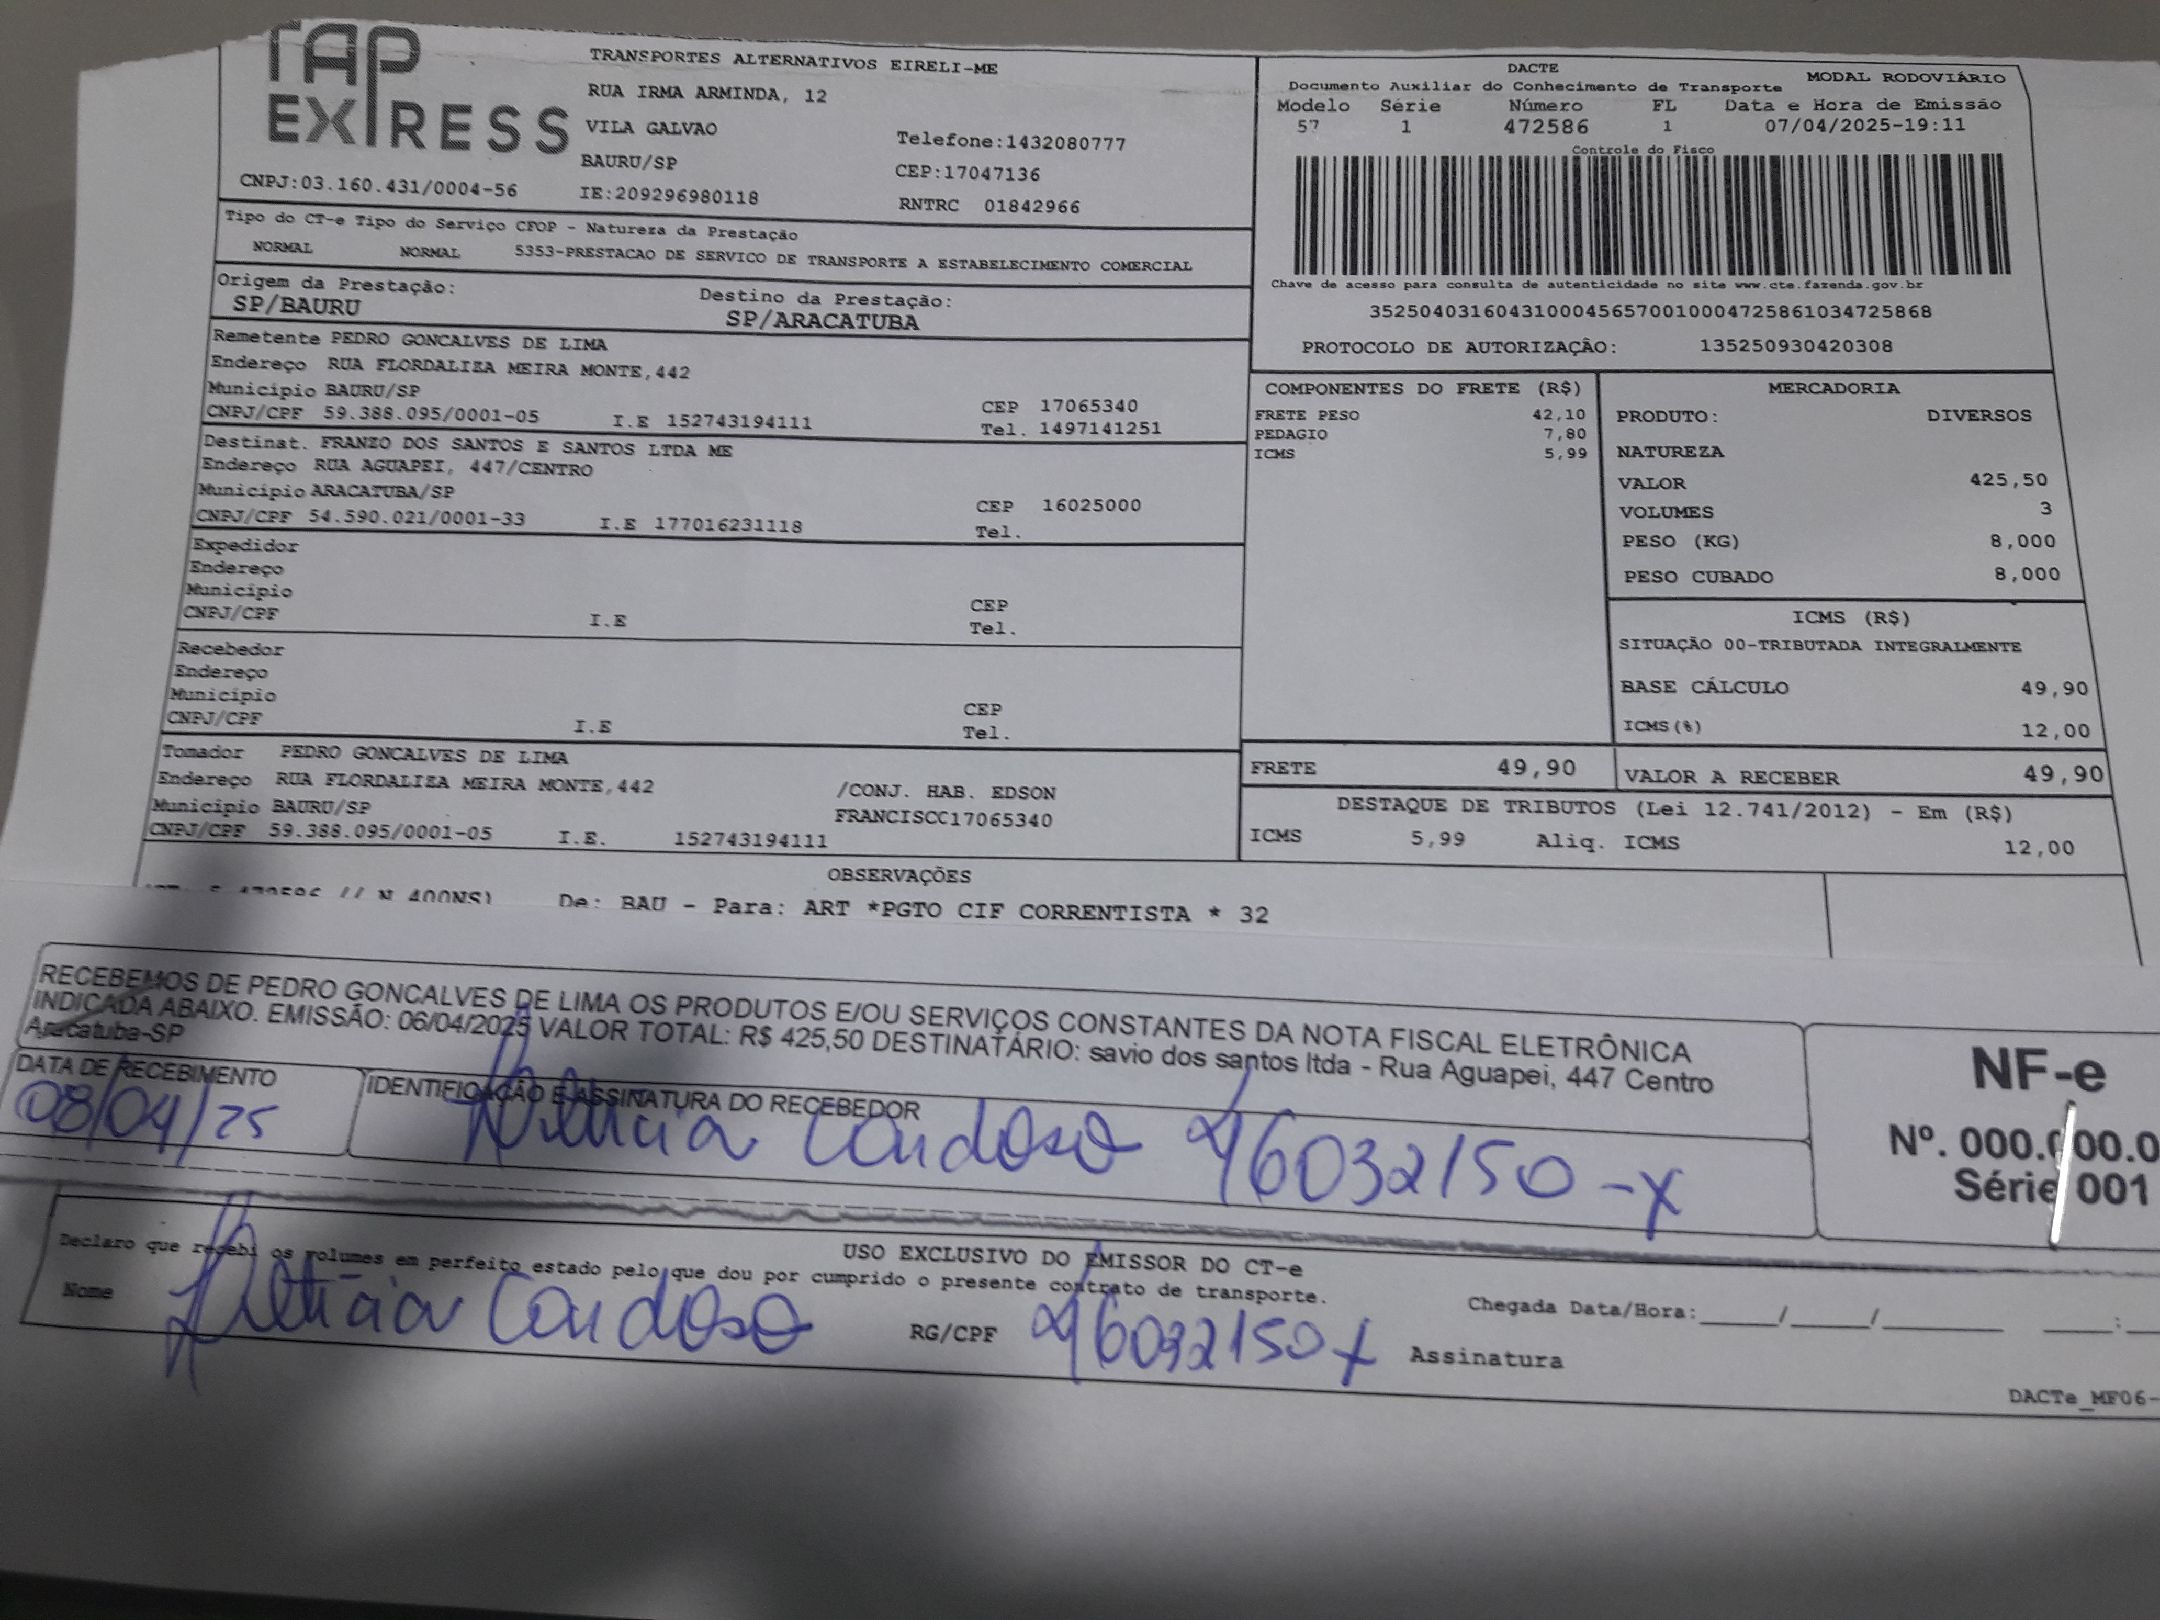 TAP EXPRESS
TRANSPORTES ALTERNATIVOS EIRELI-ME
RUA IRMA ARMINDA, 12
VILA GALVAO
Telefone:1432080777
BAURU/SP
CEP:17047136
CNPJ:03.160.431/0004-56
IE:209296980118
RNTRC 01842966
DACTE
MODAL RODOVIÁRIO
Documento Auxiliar do Conhecimento de Transporte
Modelo Série Número FL Data e Hora de Emissão
57 1 472586 1 07/04/2025-19:11
Controle do Fisco
Chave de acesso para consulta de autenticidade no site www.cte.fazenda.gov.br
35250403160431000456570010004725861034725868
PROTOCOLO DE AUTORIZAÇÃO: 135250930420308
Tipo do CT-e Tipo do Serviço CFOP - Natureza da Prestação
NORMAL NORMAL 5353-PRESTACAO DE SERVICO DE TRANSPORTE A ESTABELECIMENTO COMERCIAL
Origem da Prestação: Destino da Prestação:
SP/BAURU SP/ARACATUBA
Remetente PEDRO GONCALVES DE LIMA
Endereço RUA FLORDALIZA MEIRA MONTE,442
Município BAURU/SP CEP 17065340
CNPJ/CPF 59.388.095/0001-05 I.E 152743194111 Tel. 1497141251
Destinat. FRANZO DOS SANTOS E SANTOS LTDA ME
Endereço RUA AGUAPEI, 447/CENTRO
Município ARACATUBA/SP CEP 16025000
CNPJ/CPF 54.590.021/0001-33 I.E 177016231118 Tel.
Expedidor
Endereço
Município CEP
CNPJ/CPF I.E Tel.
Recebedor
Endereço
Município CEP
CNPJ/CPF I.E Tel.
Tomador PEDRO GONCALVES DE LIMA
Endereço RUA FLORDALIZA MEIRA MONTE,442 /CONJ. HAB. EDSON
Município BAURU/SP FRANCISCC17065340
CNPJ/CPF 59.388.095/0001-05 I.E. 152743194111
COMPONENTES DO FRETE (R$)
FRETE PESO 42,10
PEDAGIO 7,80
ICMS 5,99
MERCADORIA
PRODUTO: DIVERSOS
NATUREZA
VALOR 425,50
VOLUMES 3
PESO (KG) 8,000
PESO CUBADO 8,000
ICMS (R$)
SITUAÇÃO 00-TRIBUTADA INTEGRALMENTE
BASE CÁLCULO 49,90
ICMS(%) 12,00
FRETE 49,90 VALOR A RECEBER 49,90
DESTAQUE DE TRIBUTOS (Lei 12.741/2012) - Em (R$)
ICMS 5,99 Aliq. ICMS 12,00
OBSERVAÇÕES
De: BAU - Para: ART *PGTO CIF CORRENTISTA * 32
RECEBEMOS DE PEDRO GONCALVES DE LIMA OS PRODUTOS E/OU SERVIÇOS CONSTANTES DA NOTA FISCAL ELETRÔNICA
INDICADA ABAIXO. EMISSÃO: 06/04/2025 VALOR TOTAL: R$ 425,50 DESTINATÁRIO: savio dos santos ltda - Rua Aguapei, 447 Centro
Aracatuba-SP
DATA DE RECEBIMENTO IDENTIFICAÇÃO E ASSINATURA DO RECEBEDOR
08/04/25 Cardoso 46032150-X
NF-e
Nº. 000.000.0
Série 001
USO EXCLUSIVO DO EMISSOR DO CT-e
Declaro que recebi os volumes em perfeito estado pelo que dou por cumprido o presente contrato de transporte.
Nome Cardoso RG/CPF 46032150X Assinatura
Chegada Data/Hora:_____/_____/________ _____:
DACTe_MF06-